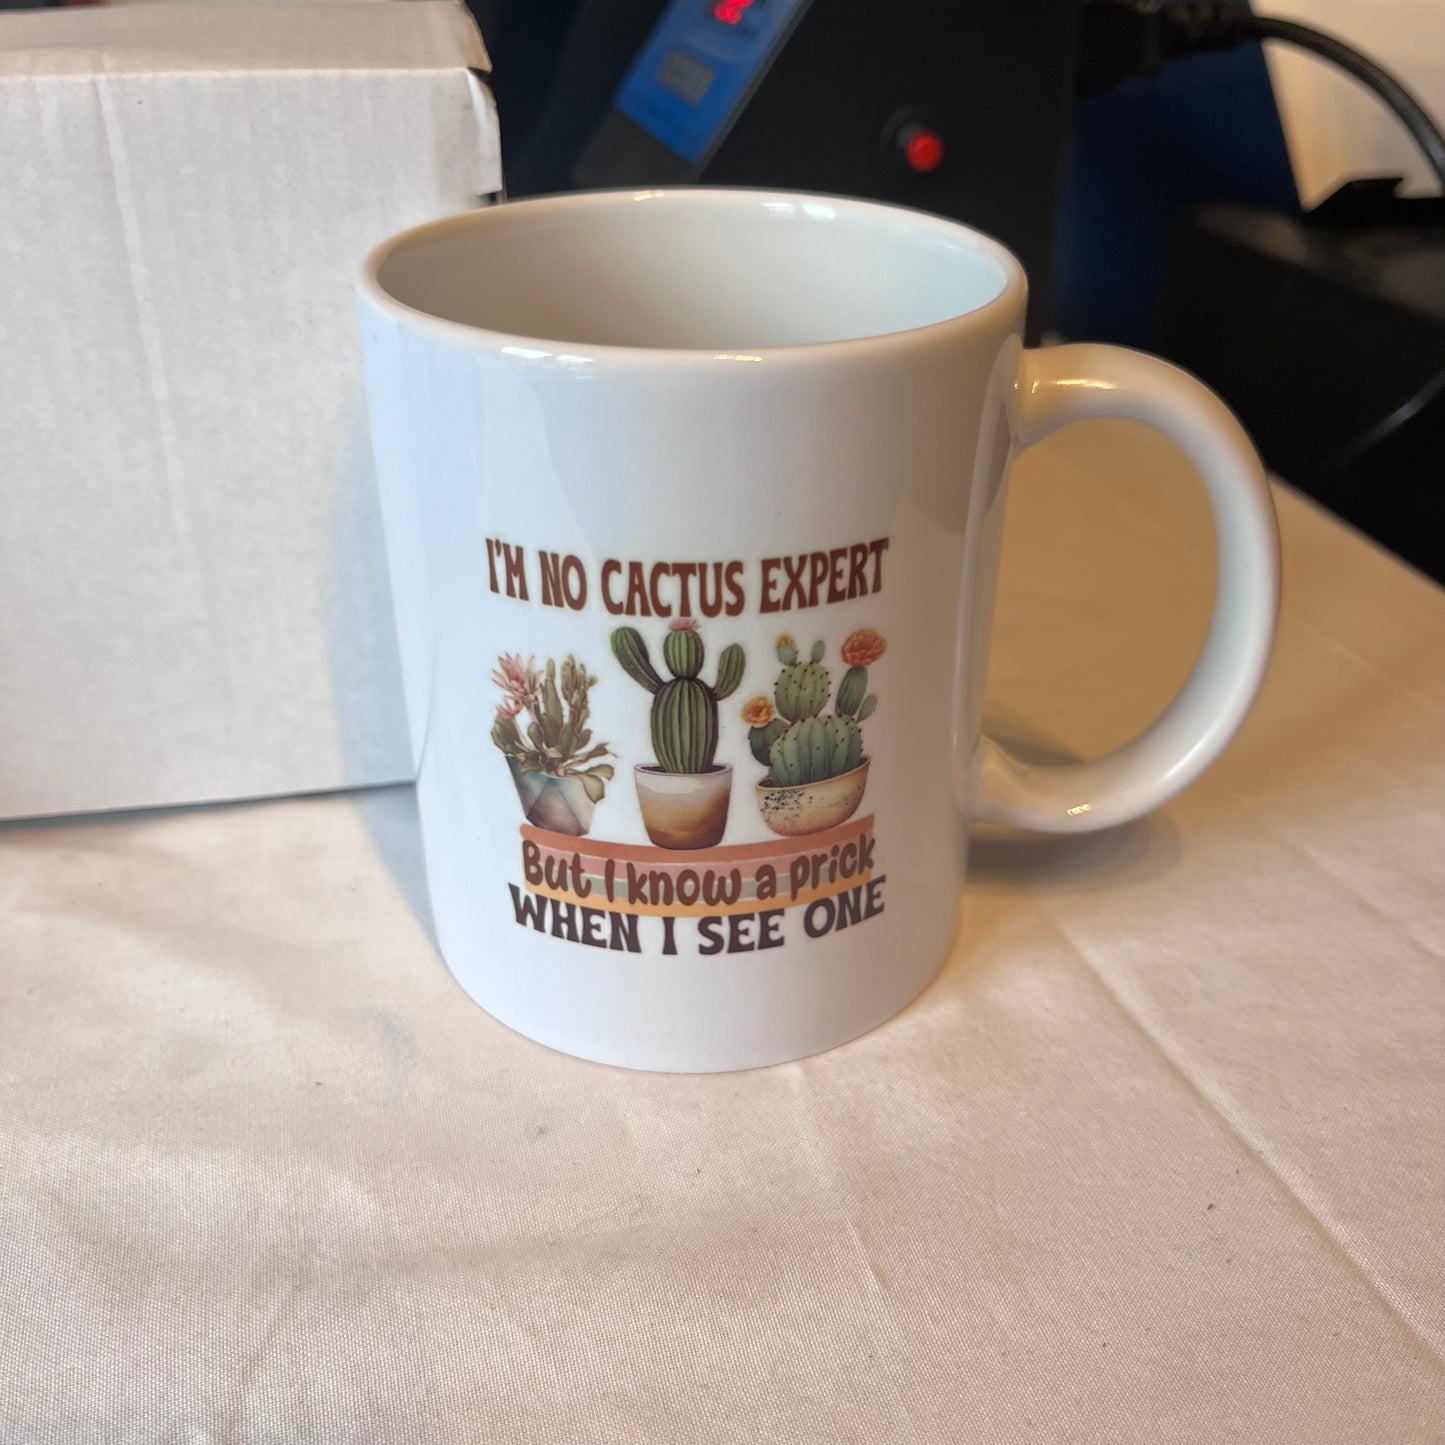 I'M NO CACTUS EXPERT
But I know a prick
WHEN I SEE ONE